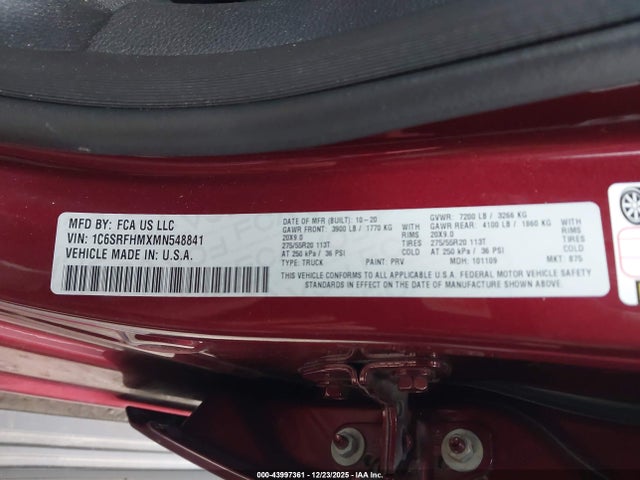 MFD BY: FCA US LLC
VIN: 1C6SRFHMXMN548841
VEHICLE MADE IN U.S.A.
DATE OF MFR (BUILT): 10-20
GAWR FRONT: 3900 LB / 1770 KG WITH
20X9.0 RIMS
275/55R20 113T TIRES
AT 250 kPa / 36 PSI COLD
TYPE: TRUCK PAINT: PRV
GVWR: 7200 LB / 3266 KG
GAWR REAR: 4100 LB / 1860 KG WITH
20X9.0 RIMS
275/55R20 113T TIRES
AT 250 kPa / 36 PSI COLD
MDH: 101109 MKT: 875
THIS VEHICLE CONFORMS TO ALL APPLICABLE U.S.A. FEDERAL MOTOR VEHICLE SAFETY
STANDARDS IN EFFECT ON THE DATE OF MANUFACTURE SHOWN ABOVE.
000-43997361 - 12/23/2025 - IAA Inc.